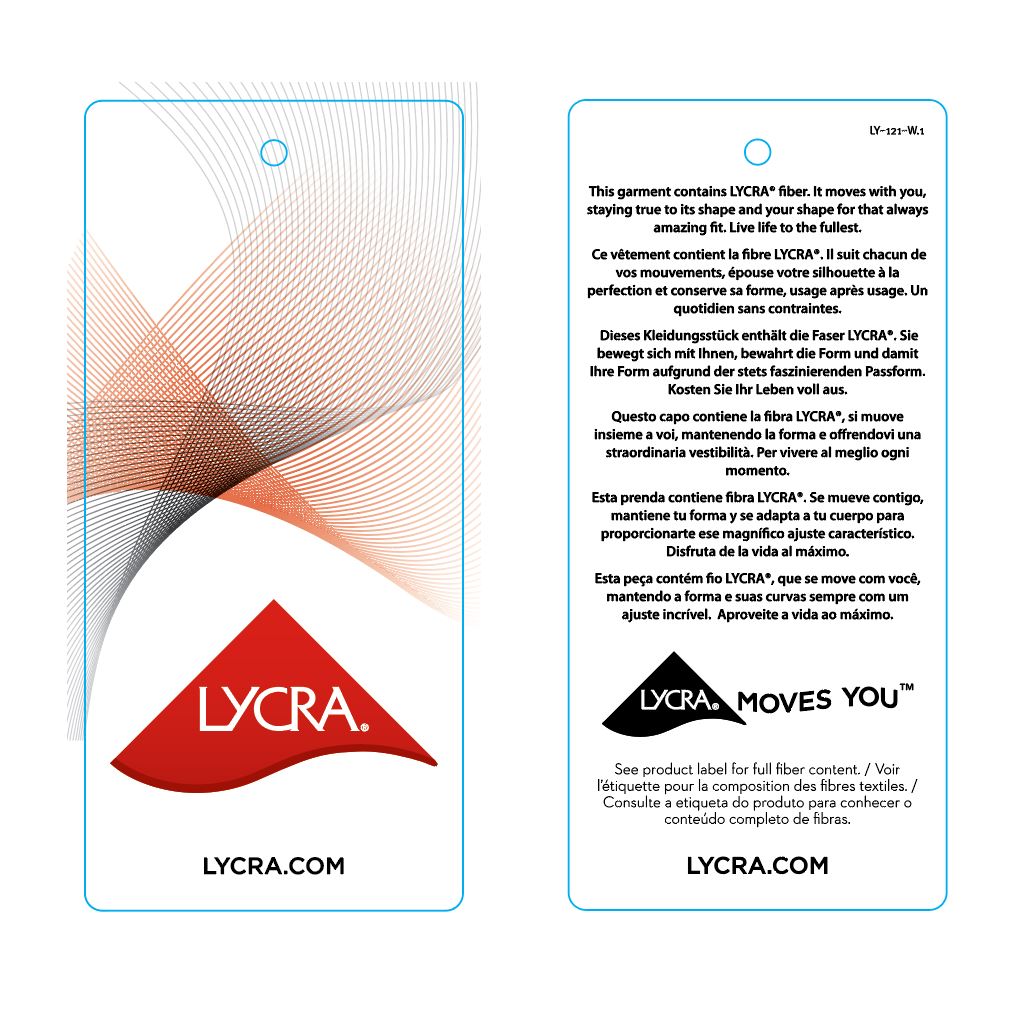 LYCRA®
LYCRA.COM
LY-121-W.1
This garment contains LYCRA® fiber. It moves with you,
staying true to its shape and your shape for that always
amazing fit. Live life to the fullest.
Ce vêtement contient la fibre LYCRA®. Il suit chacun de
vos mouvements, épouse votre silhouette à la
perfection et conserve sa forme, usage après usage. Un
quotidien sans contraintes.
Dieses Kleidungsstück enthält die Faser LYCRA®. Sie
bewegt sich mit Ihnen, bewahrt die Form und damit
Ihre Form aufgrund der stets faszinierenden Passform.
Kosten Sie Ihr Leben voll aus.
Questo capo contiene la fibra LYCRA®, si muove
insieme a voi, mantenendo la forma e offrendovi una
straordinaria vestibilità. Per vivere al meglio ogni
momento.
Esta prenda contiene fibra LYCRA®. Se mueve contigo,
mantiene tu forma y se adapta a tu cuerpo para
proporcionarte ese magnífico ajuste característico.
Disfruta de la vida al máximo.
Esta peça contém fio LYCRA®, que se move com você,
mantendo a forma e suas curvas sempre com um
ajuste incrível. Aproveite a vida ao máximo.
LYCRA® MOVES YOU™
See product label for full fiber content. / Voir
l'étiquette pour la composition des fibres textiles. /
Consulte a etiqueta do produto para conhecer o
conteúdo completo de fibras.
LYCRA.COM